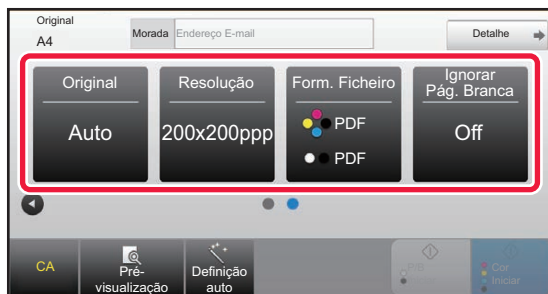 Original
A4
Morada
Endereço E-mail
Detalhe
Original
Auto
Resolução
200x200ppp
Form. Ficheiro
PDF
PDF
Ignorar
Pág. Branca
Off
CA
Pré-
visualização
Definição
auto
P/B
Iniciar
Cor
Iniciar